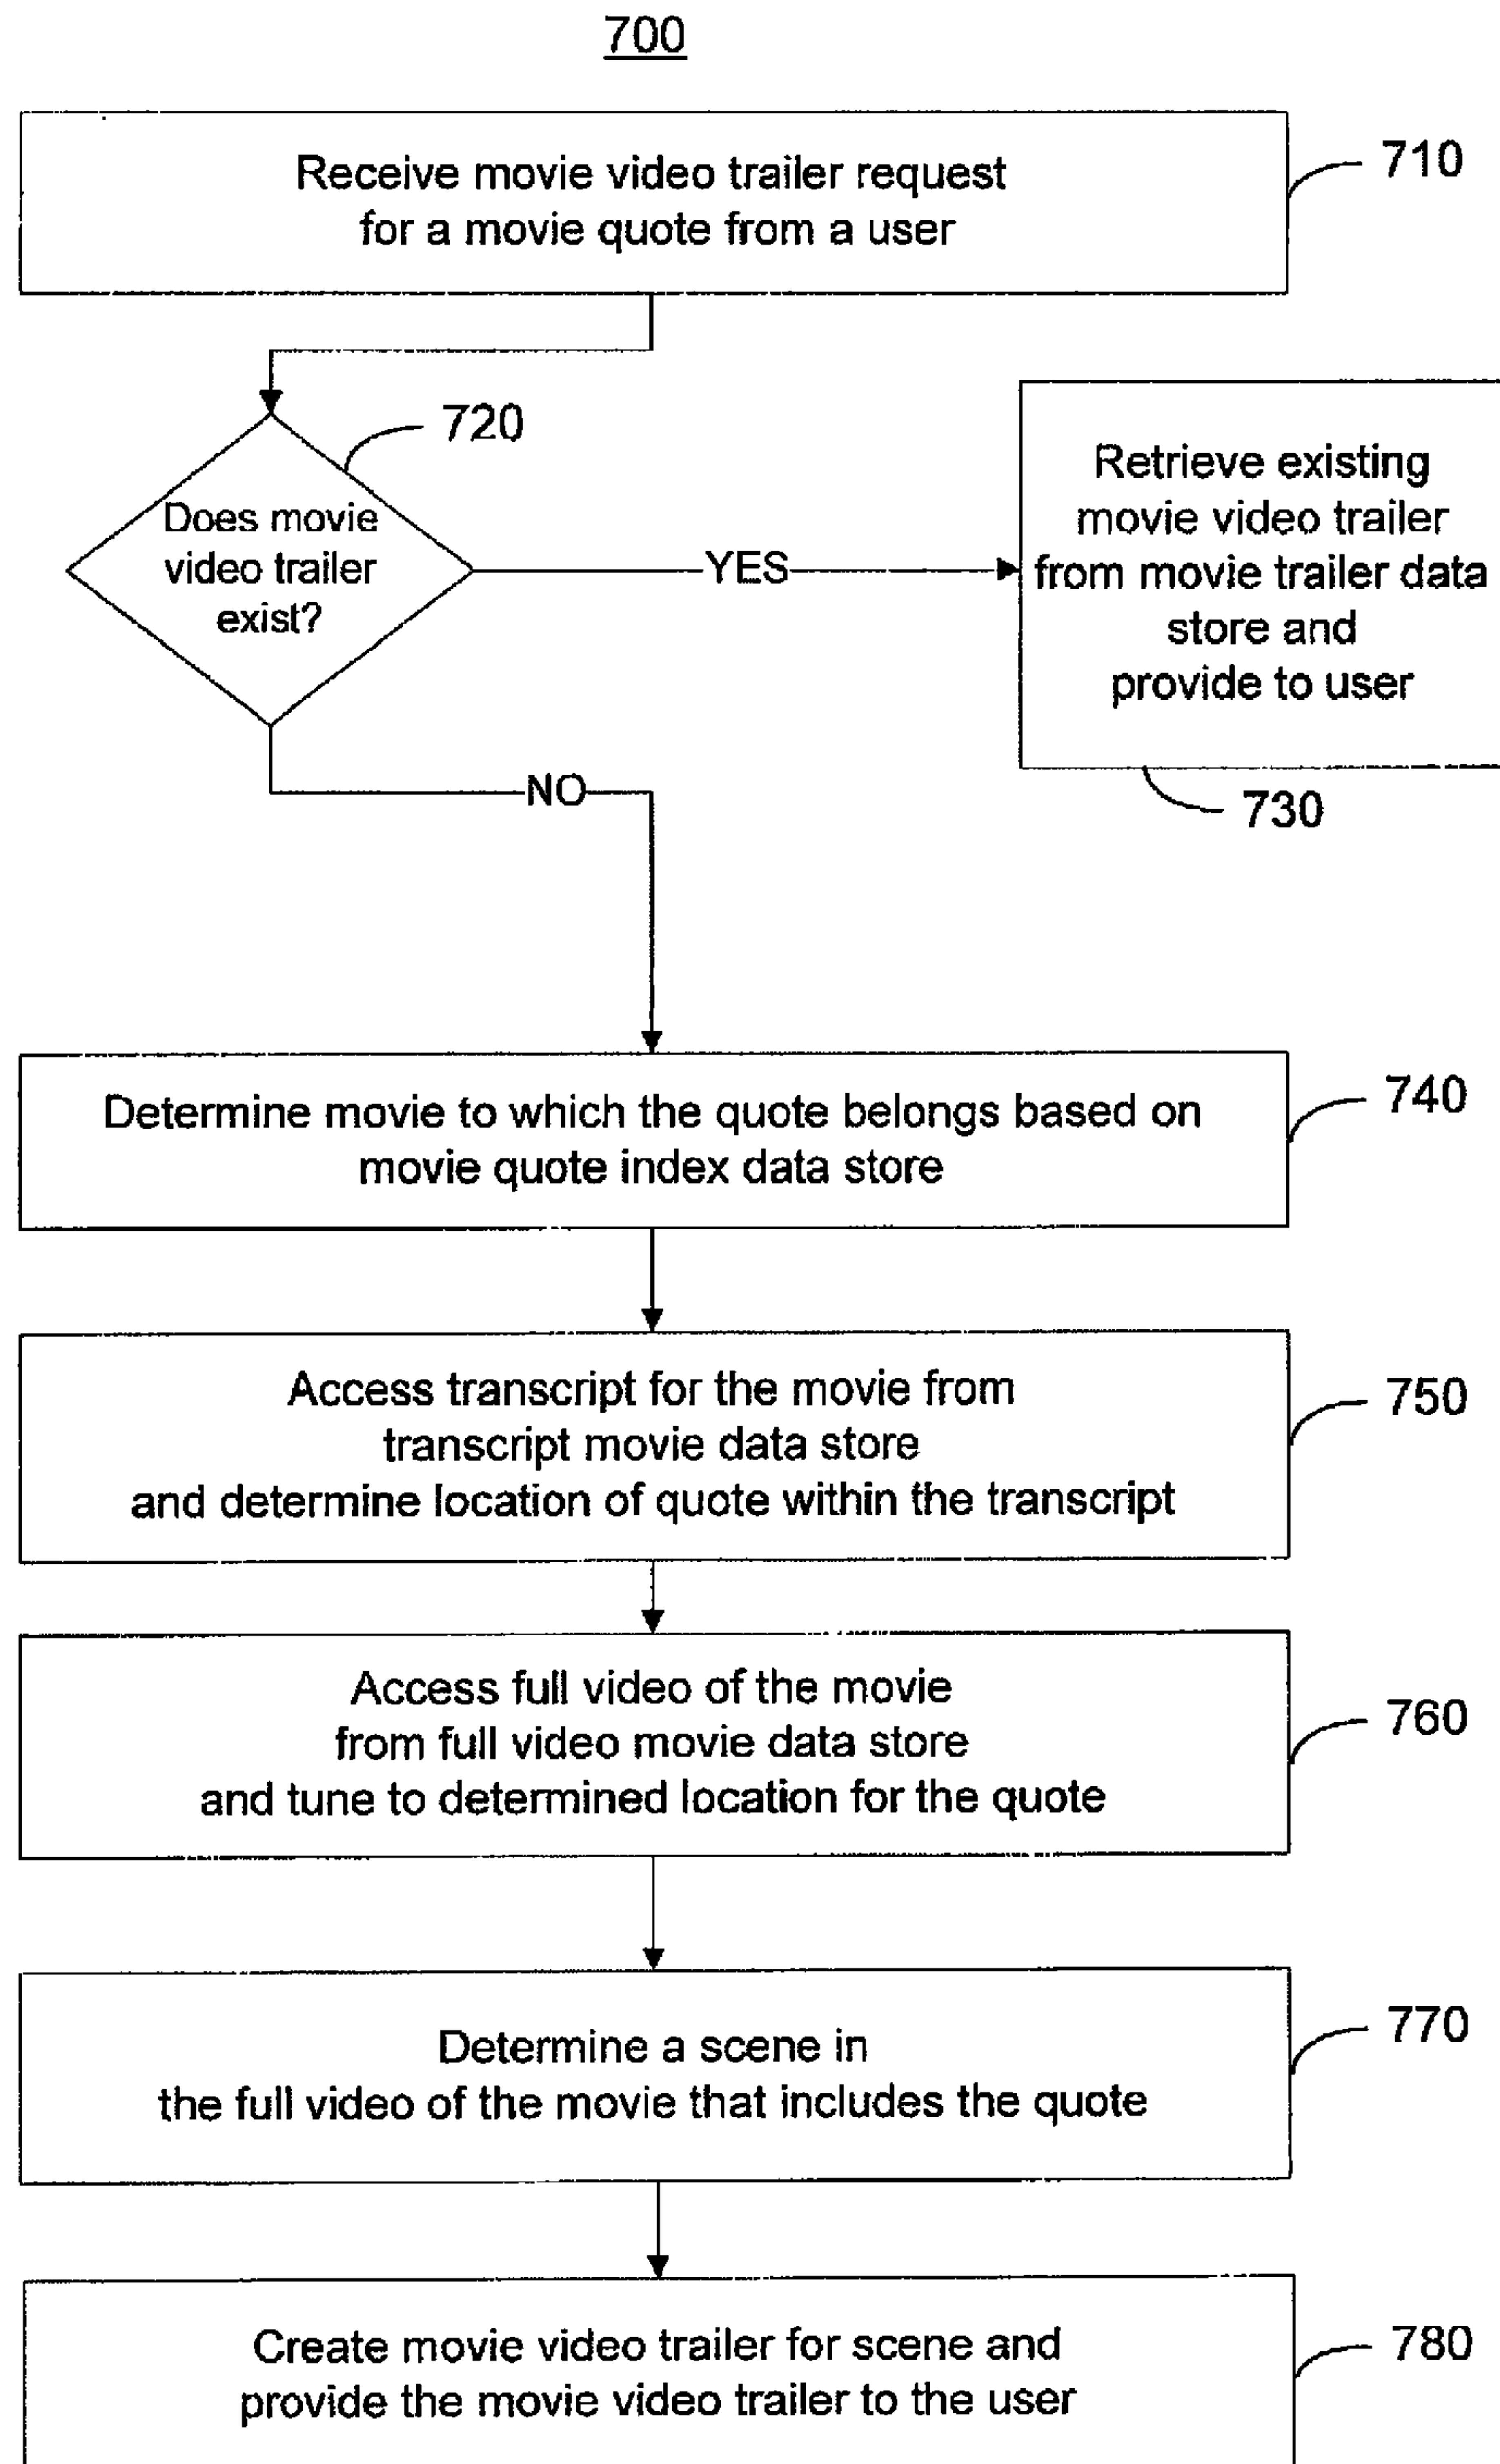 700
Receive movie video trailer request
for a movie quote from a user
710
720
Does movie
video trailer
exist?
YES
Retrieve existing
movie video trailer
from movie trailer data
store and
provide to user
730
NO
Determine movie to which the quote belongs based on
movie quote index data store
740
Access transcript for the movie from
transcript movie data store
and determine location of quote within the transcript
750
Access full video of the movie
from full video movie data store
and tune to determined location for the quote
760
Determine a scene in
the full video of the movie that includes the quote
770
Create movie video trailer for scene and
provide the movie video trailer to the user
780